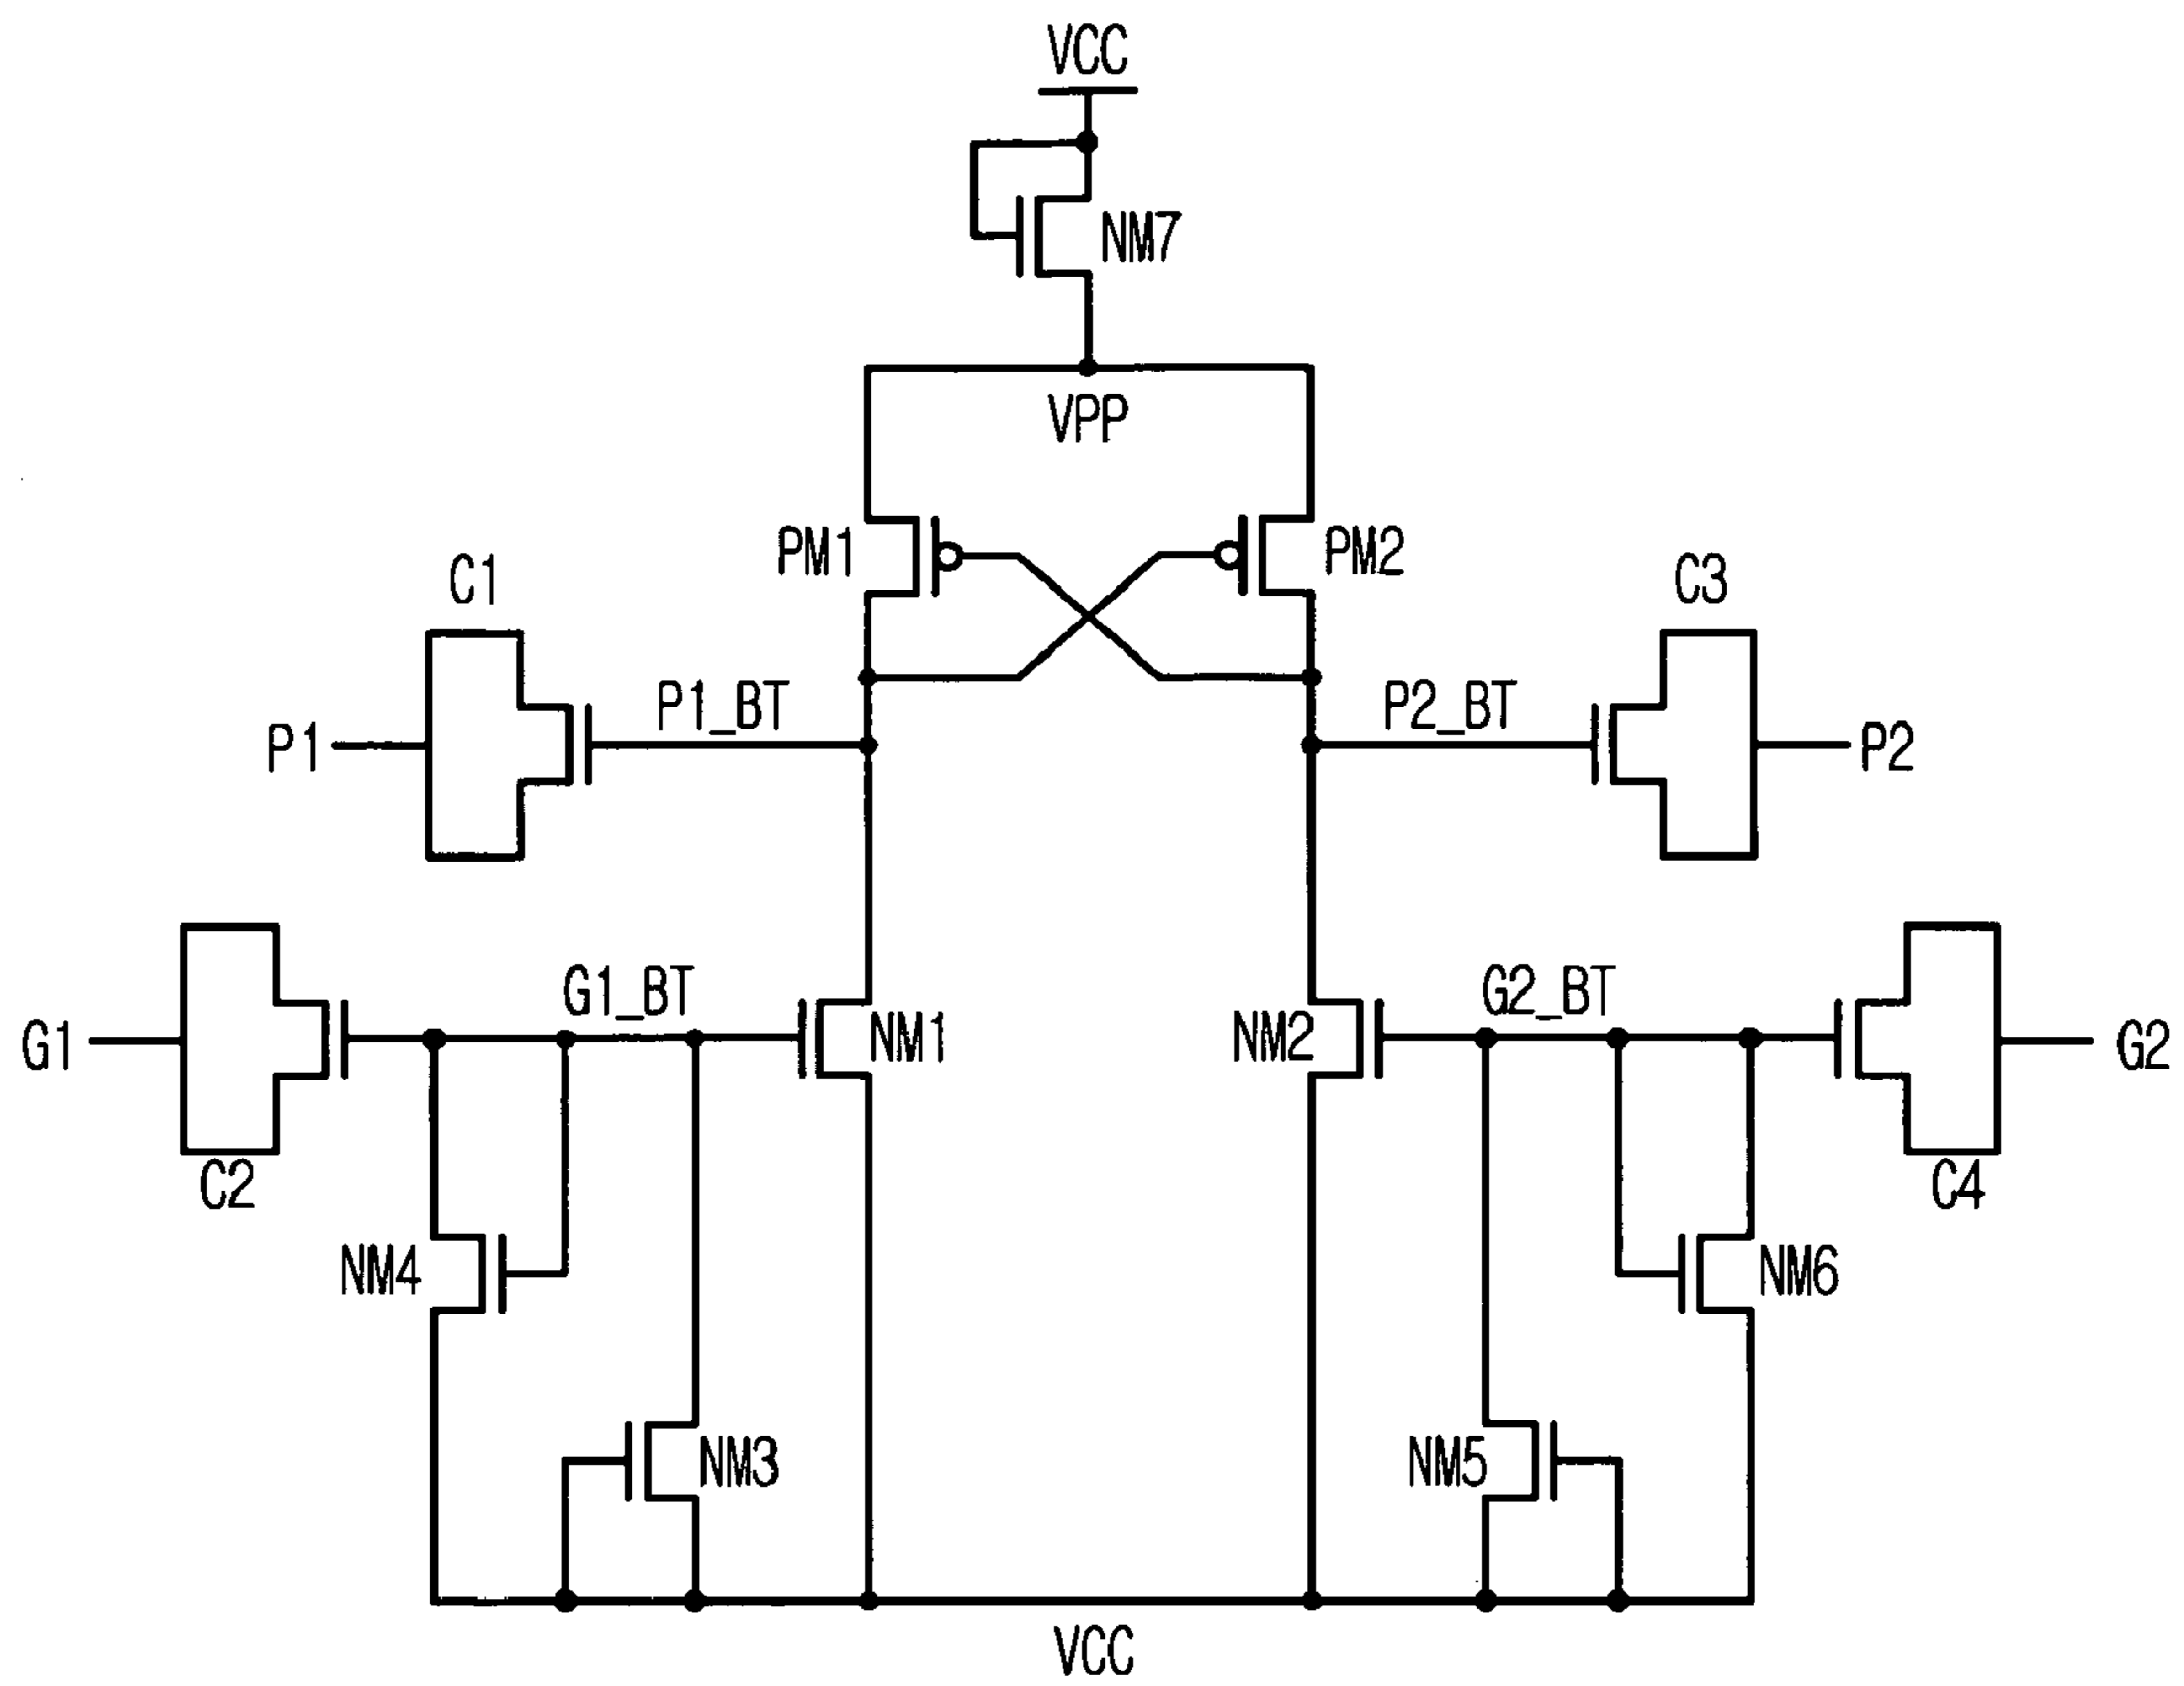 VCC
NM7
VPP
PM1
PM2
C1
C3
P1_BT
P2_BT
P1
P2
G1_BT
G2_BT
G1
NM1
NM2
G2
C2
C4
NM4
NM6
NM3
NM5
VCC